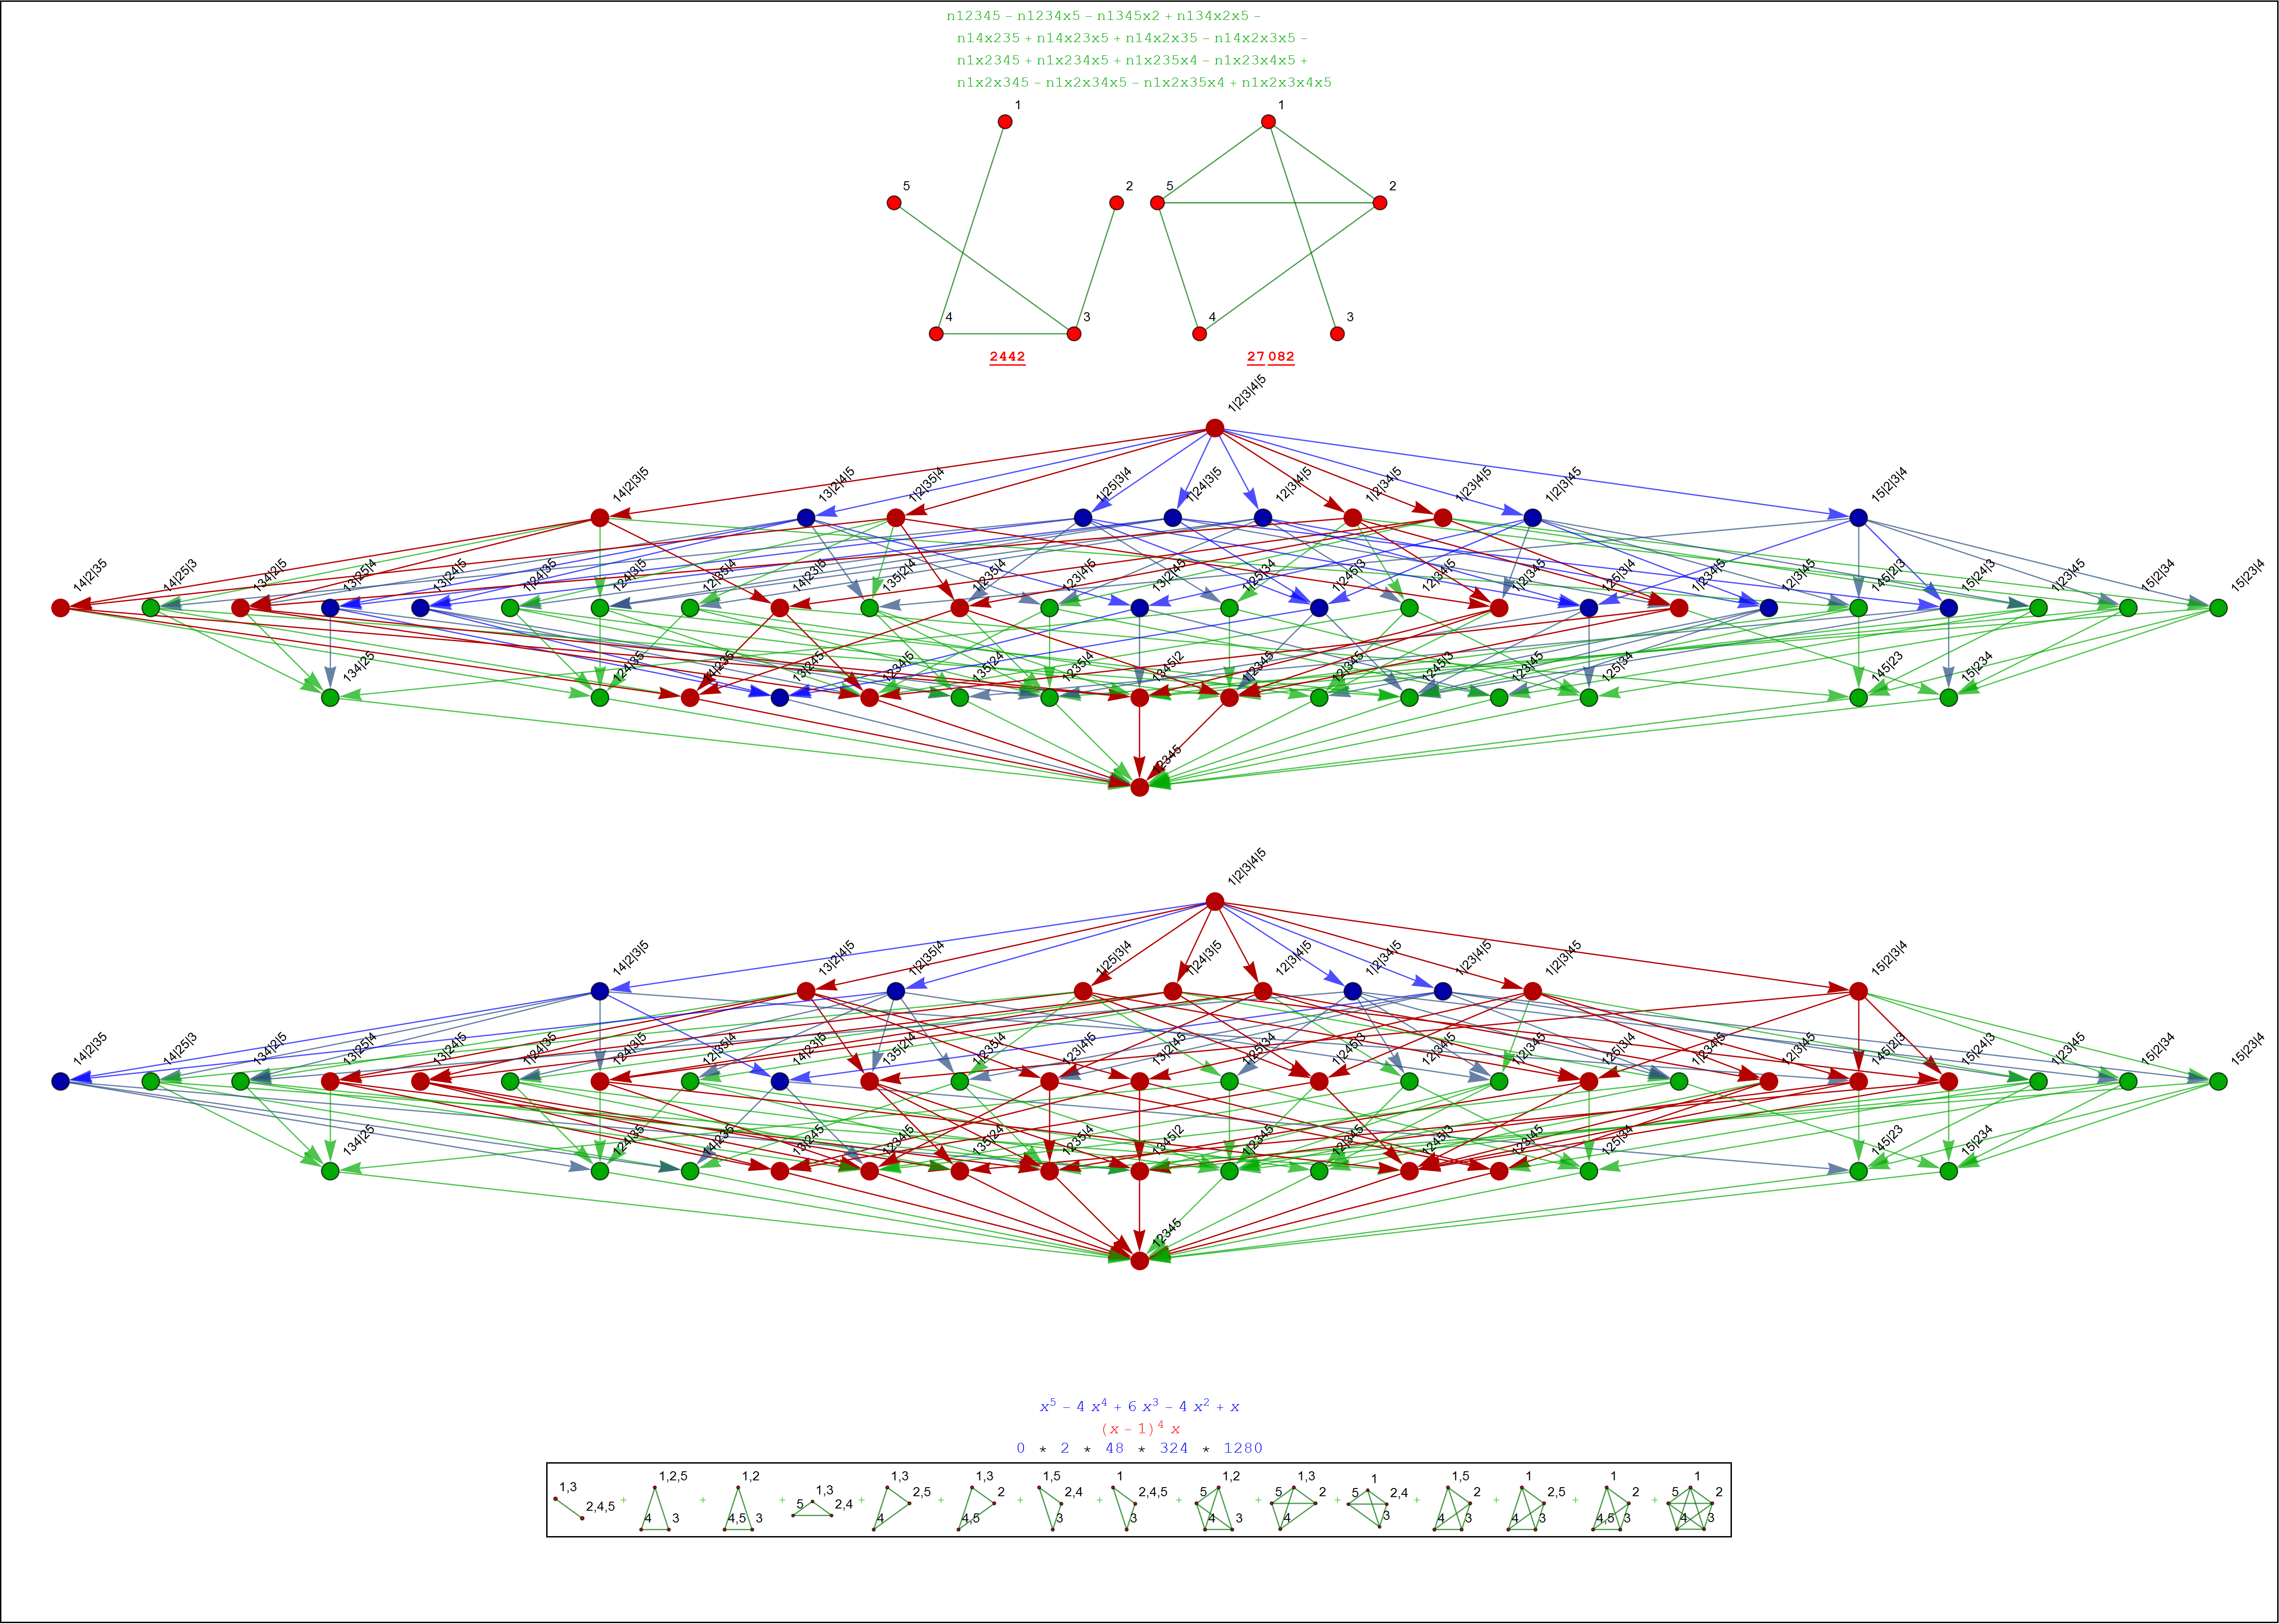 n12345 – n1234x5 – n1345x2 + n134x2x5 –
n14x235 + n14x23x5 + n14x2x35 – n14x2x3x5 –
n1x2345 + n1x234x5 + n1x235x4 – n1x23x4x5 +
n1x2x345 – n1x2x34x5 – n1x2x35x4 + n1x2x3x4x5
1 1
5 2 5 2
4 3 4 3
2442 27 082
1|2|3|4|5
14|2|3|5 13|2|4|5 1|2|35|4 1|25|3|4 1|24|3|5 12|3|4|5 1|2|34|5 1|23|4|5 1|2|3|45 15|2|3|4
14|2|35 14|25|3 134|2|5 13|25|4 13|24|5 1|24|35 124|3|5 12|35|4 14|23|5 135|2|4 1|235|4 123|4|5 13|2|45 1|25|34 1|245|3 12|34|5 1|2|345 125|3|4 1|234|5 12|3|45 145|2|3 15|24|3 1|23|45 15|2|34 15|23|4
134|25 124|35 14|235 13|245 1234|5 135|24 1235|4 1345|2 1|2345 12|345 1245|3 123|45 125|34 145|23 15|234
12345
1|2|3|4|5
14|2|3|5 13|2|4|5 1|2|35|4 1|25|3|4 1|24|3|5 12|3|4|5 1|2|34|5 1|23|4|5 1|2|3|45 15|2|3|4
14|2|35 14|25|3 134|2|5 13|25|4 13|24|5 1|24|35 124|3|5 12|35|4 14|23|5 135|2|4 1|235|4 123|4|5 13|2|45 1|25|34 1|245|3 12|34|5 1|2|345 125|3|4 1|234|5 12|3|45 145|2|3 15|24|3 1|23|45 15|2|34 15|23|4
134|25 124|35 14|235 13|245 1234|5 135|24 1235|4 1345|2 1|2345 12|345 1245|3 123|45 125|34 145|23 15|234
12345
x⁵ – 4 x⁴ + 6 x³ – 4 x² + x
(x – 1)⁴ x
0 * 2 * 48 * 324 * 1280
1,3 2,4,5 + 1,2,5 4 3 + 1,2 4,5 3 + 1,3 5 2,4 + 1,3 2,5 4 + 1,3 2 4,5 + 1,5 2,4 3 + 1 2,4,5 3 + 1,2 5 4 3 + 1,3 5 2 4 + 1 5 2,4 3 + 1,5 2 4 3 + 1 2,5 4 3 + 1 2 4,5 3 + 1 5 2 4 3